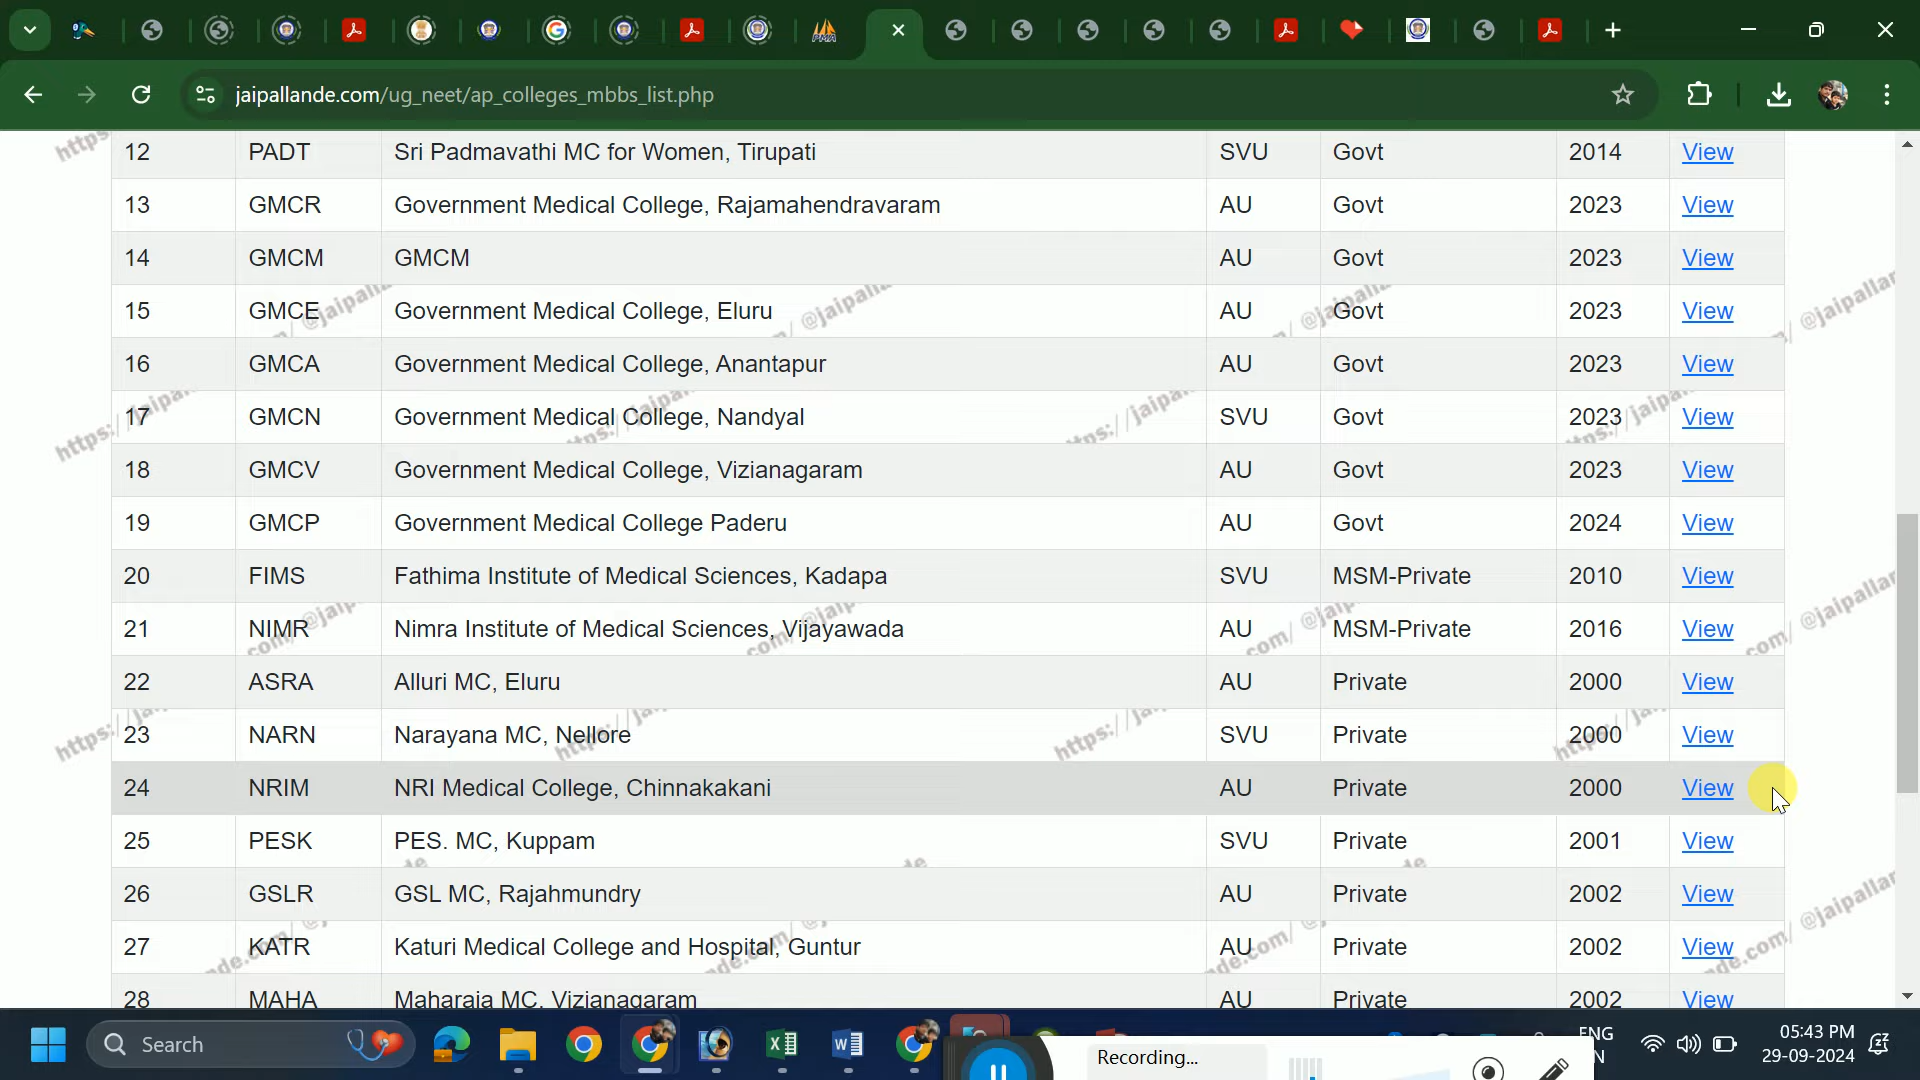 jaipallande.com/ug_neet/ap_colleges_mbbs_list.php
12 PADT Sri Padmavathi MC for Women, Tirupati SVU Govt 2014 View
13 GMCR Government Medical College, Rajamahendravaram AU Govt 2023 View
14 GMCM GMCM AU Govt 2023 View
15 GMCE Government Medical College, Eluru AU Govt 2023 View
16 GMCA Government Medical College, Anantapur AU Govt 2023 View
17 GMCN Government Medical College, Nandyal SVU Govt 2023 View
18 GMCV Government Medical College, Vizianagaram AU Govt 2023 View
19 GMCP Government Medical College Paderu AU Govt 2024 View
20 FIMS Fathima Institute of Medical Sciences, Kadapa SVU MSM-Private 2010 View
21 NIMR Nimra Institute of Medical Sciences, Vijayawada AU MSM-Private 2016 View
22 ASRA Alluri MC, Eluru AU Private 2000 View
23 NARN Narayana MC, Nellore SVU Private 2000 View
24 NRIM NRI Medical College, Chinnakakani AU Private 2000 View
25 PESK PES. MC, Kuppam SVU Private 2001 View
26 GSLR GSL MC, Rajahmundry AU Private 2002 View
27 KATR Katuri Medical College and Hospital, Guntur AU Private 2002 View
28 MAHA Maharaja MC, Vizianagaram AU Private 2002 View
Search
Recording...
ENG
05:43 PM
29-09-2024